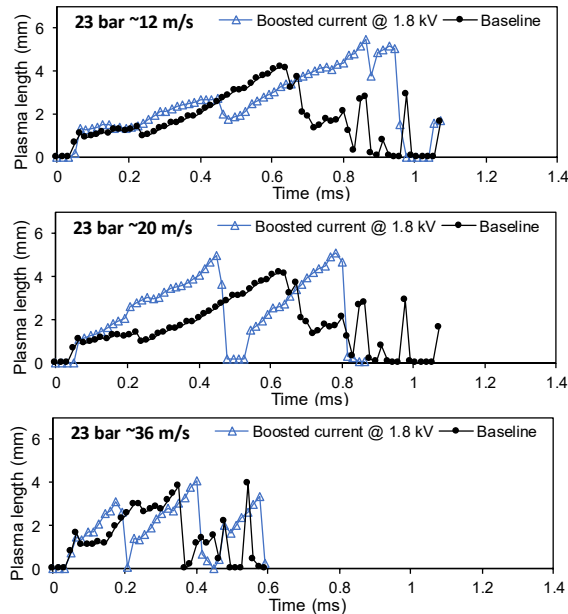 23 bar ~12 m/s Boosted current @ 1.8 kV Baseline
Plasma length (mm)
6
4
2
0
0 0.2 0.4 0.6 0.8 1 1.2 1.4
Time (ms)
23 bar ~20 m/s Boosted current @ 1.8 kV Baseline
Plasma length (mm)
6
4
2
0
0 0.2 0.4 0.6 0.8 1 1.2 1.4
Time (ms)
23 bar ~36 m/s Boosted current @ 1.8 kV Baseline
Plasma length (mm)
6
4
2
0
0 0.2 0.4 0.6 0.8 1 1.2 1.4
Time (ms)